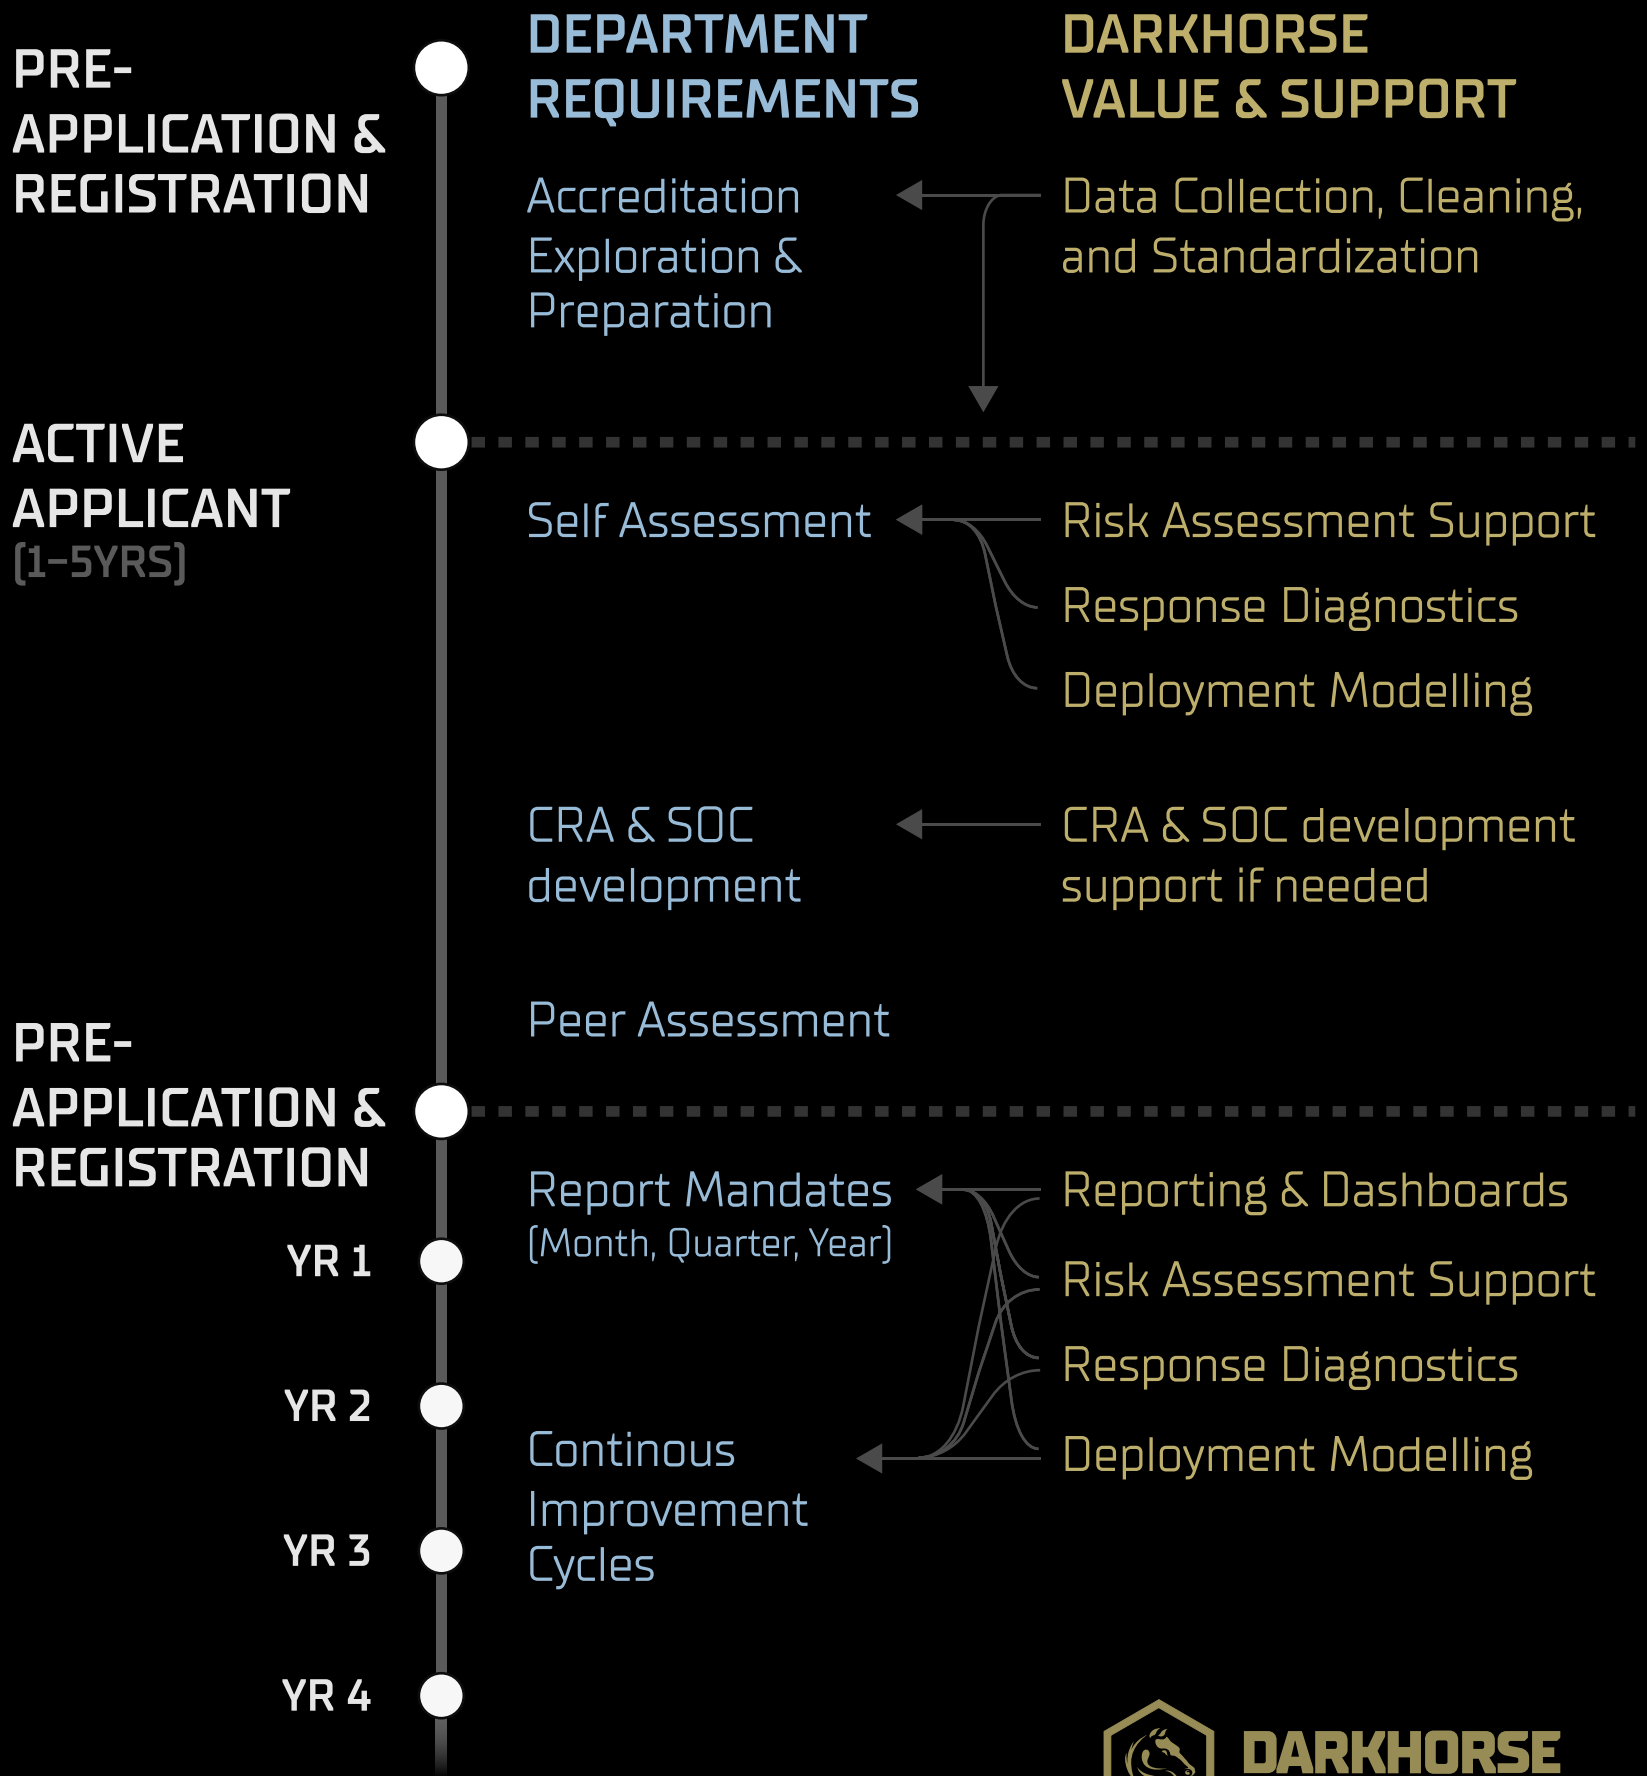 PRE-
APPLICATION &
REGISTRATION
DEPARTMENT
REQUIREMENTS
DARKHORSE
VALUE & SUPPORT
Accreditation
Exploration &
Preparation
Data Collection, Cleaning,
and Standardization
ACTIVE
APPLICANT
(1-5YRS)
Self Assessment
Risk Assessment Support
Response Diagnostics
Deployment Modelling
CRA & SOC
development
CRA & SOC development
support if needed
Peer Assessment
PRE-
APPLICATION &
REGISTRATION
Report Mandates
(Month, Quarter, Year)
Reporting & Dashboards
Risk Assessment Support
Response Diagnostics
Deployment Modelling
YR 1
YR 2
Continous
Improvement
Cycles
YR 3
YR 4
DARKHORSE